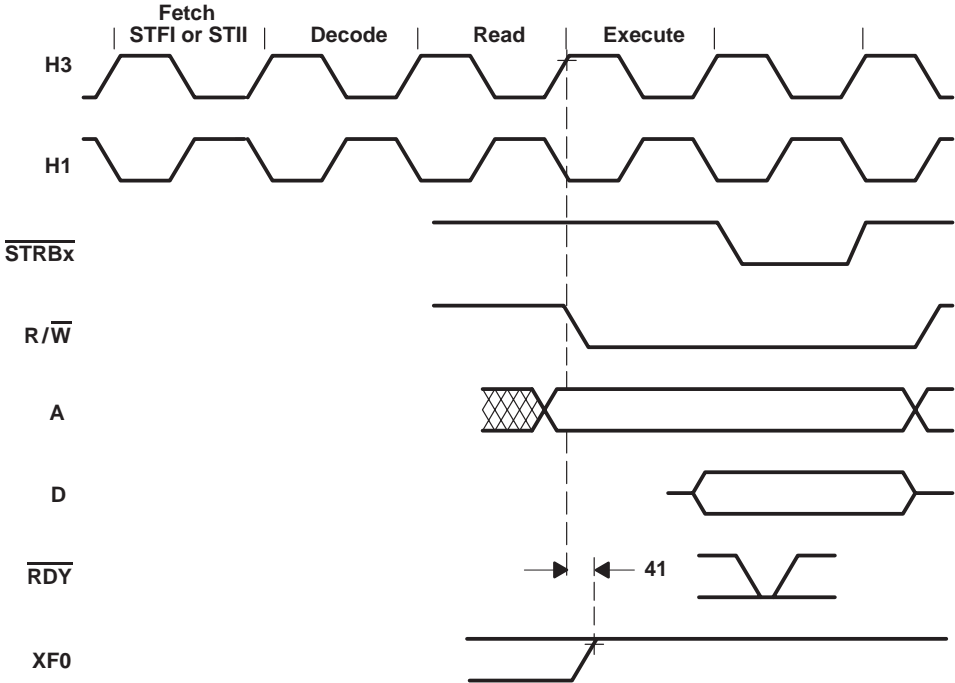 Fetch
STFI or STII Decode Read Execute
H3
H1
STRBx
R/W
A
D
RDY
41
XF0